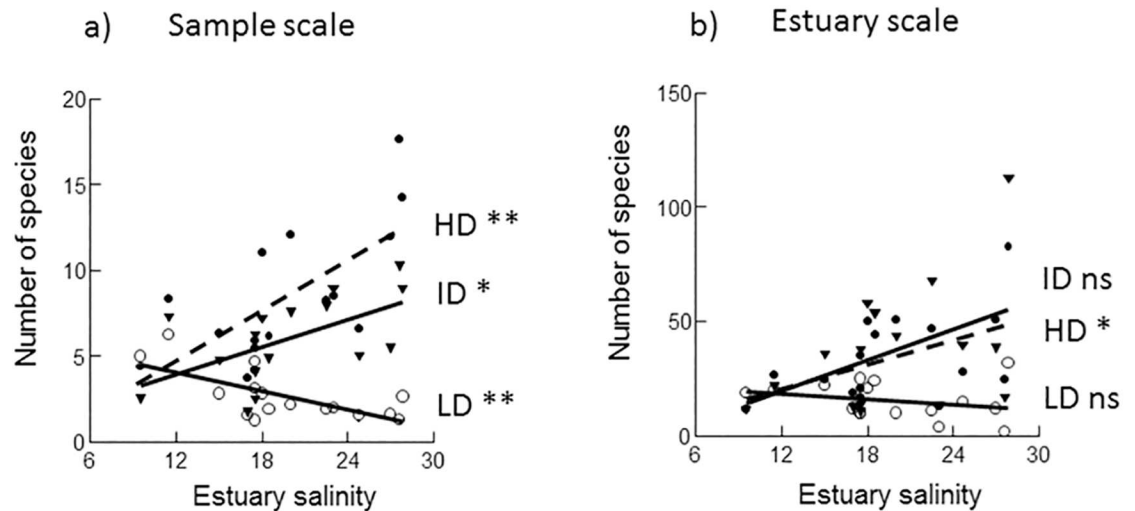 a) Sample scale
20
15
10
5
0
Number of species
HD **
ID *
LD **
6 12 18 24 30
Estuary salinity
b) Estuary scale
150
100
50
0
Number of species
ID ns
HD *
LD ns
6 12 18 24 30
Estuary salinity